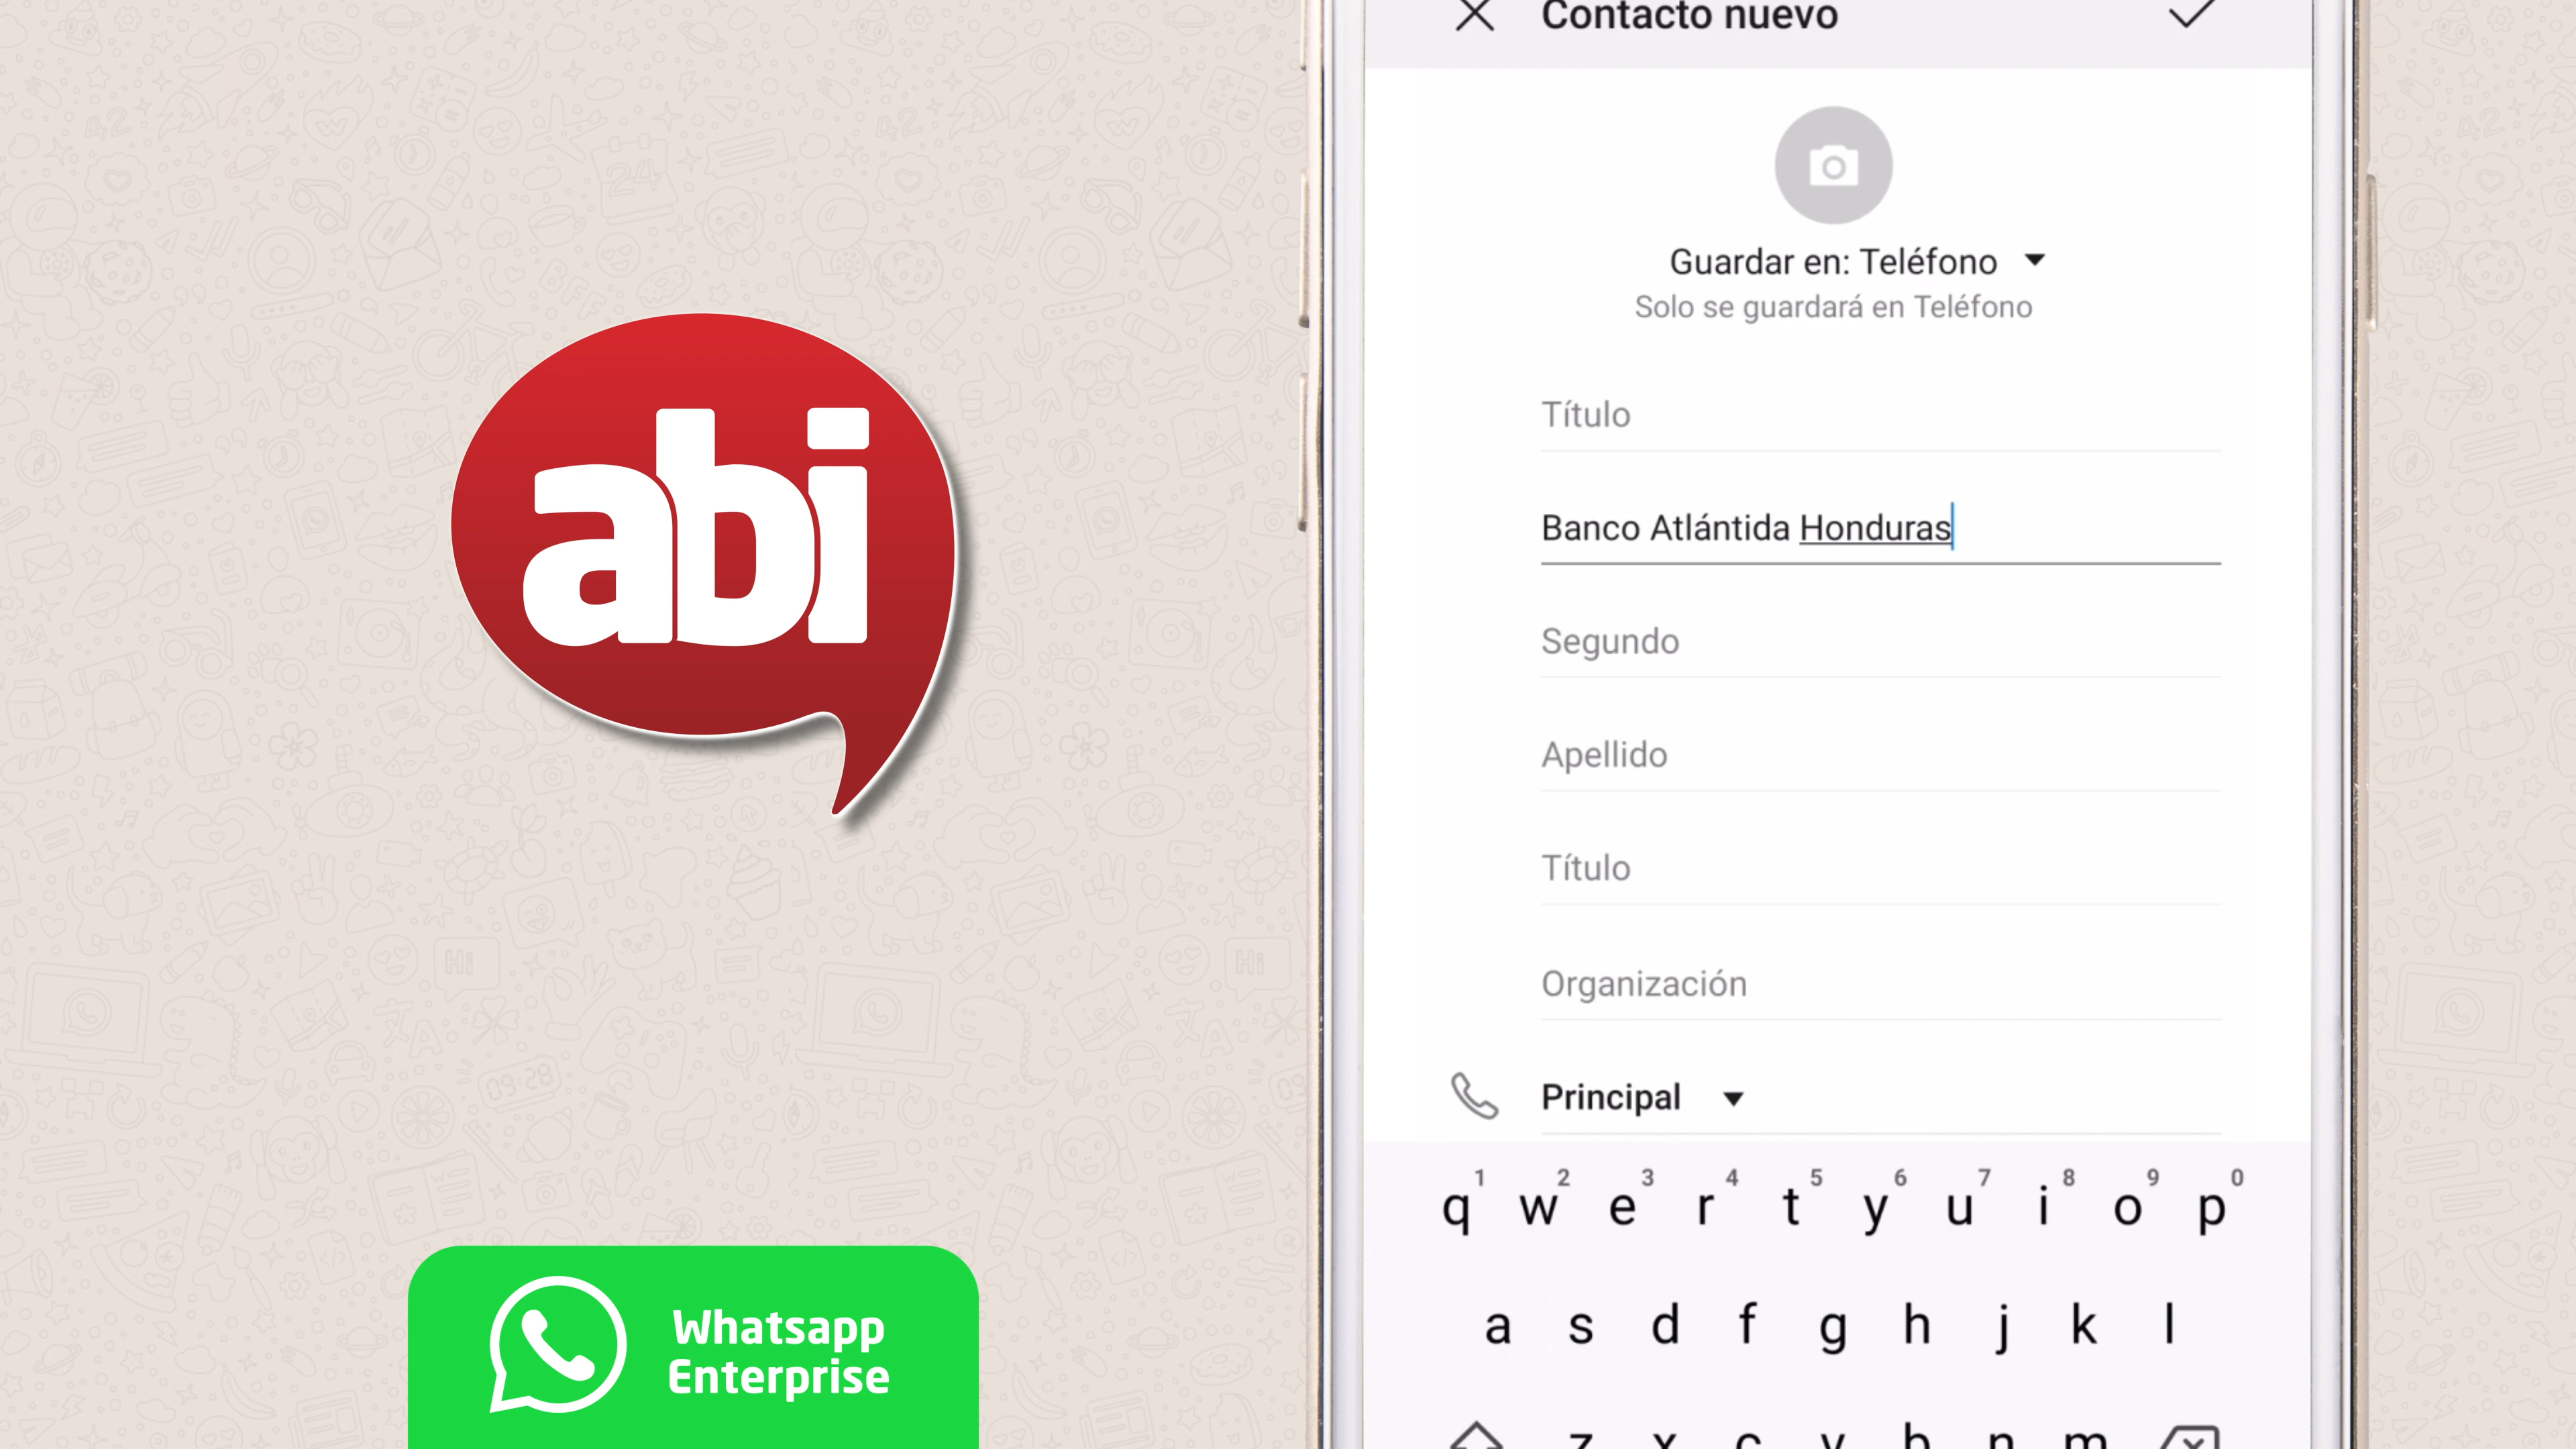 abi
Whatsapp
Enterprise
Contacto nuevo
Guardar en: Teléfono
Solo se guardará en Teléfono
Título
Banco Atlántida Honduras
Segundo
Apellido
Título
Organización
Principal
1 2 3 4 5 6 7 8 9 0
q w e r t y u i o p
a s d f g h j k l
z x c v b n m